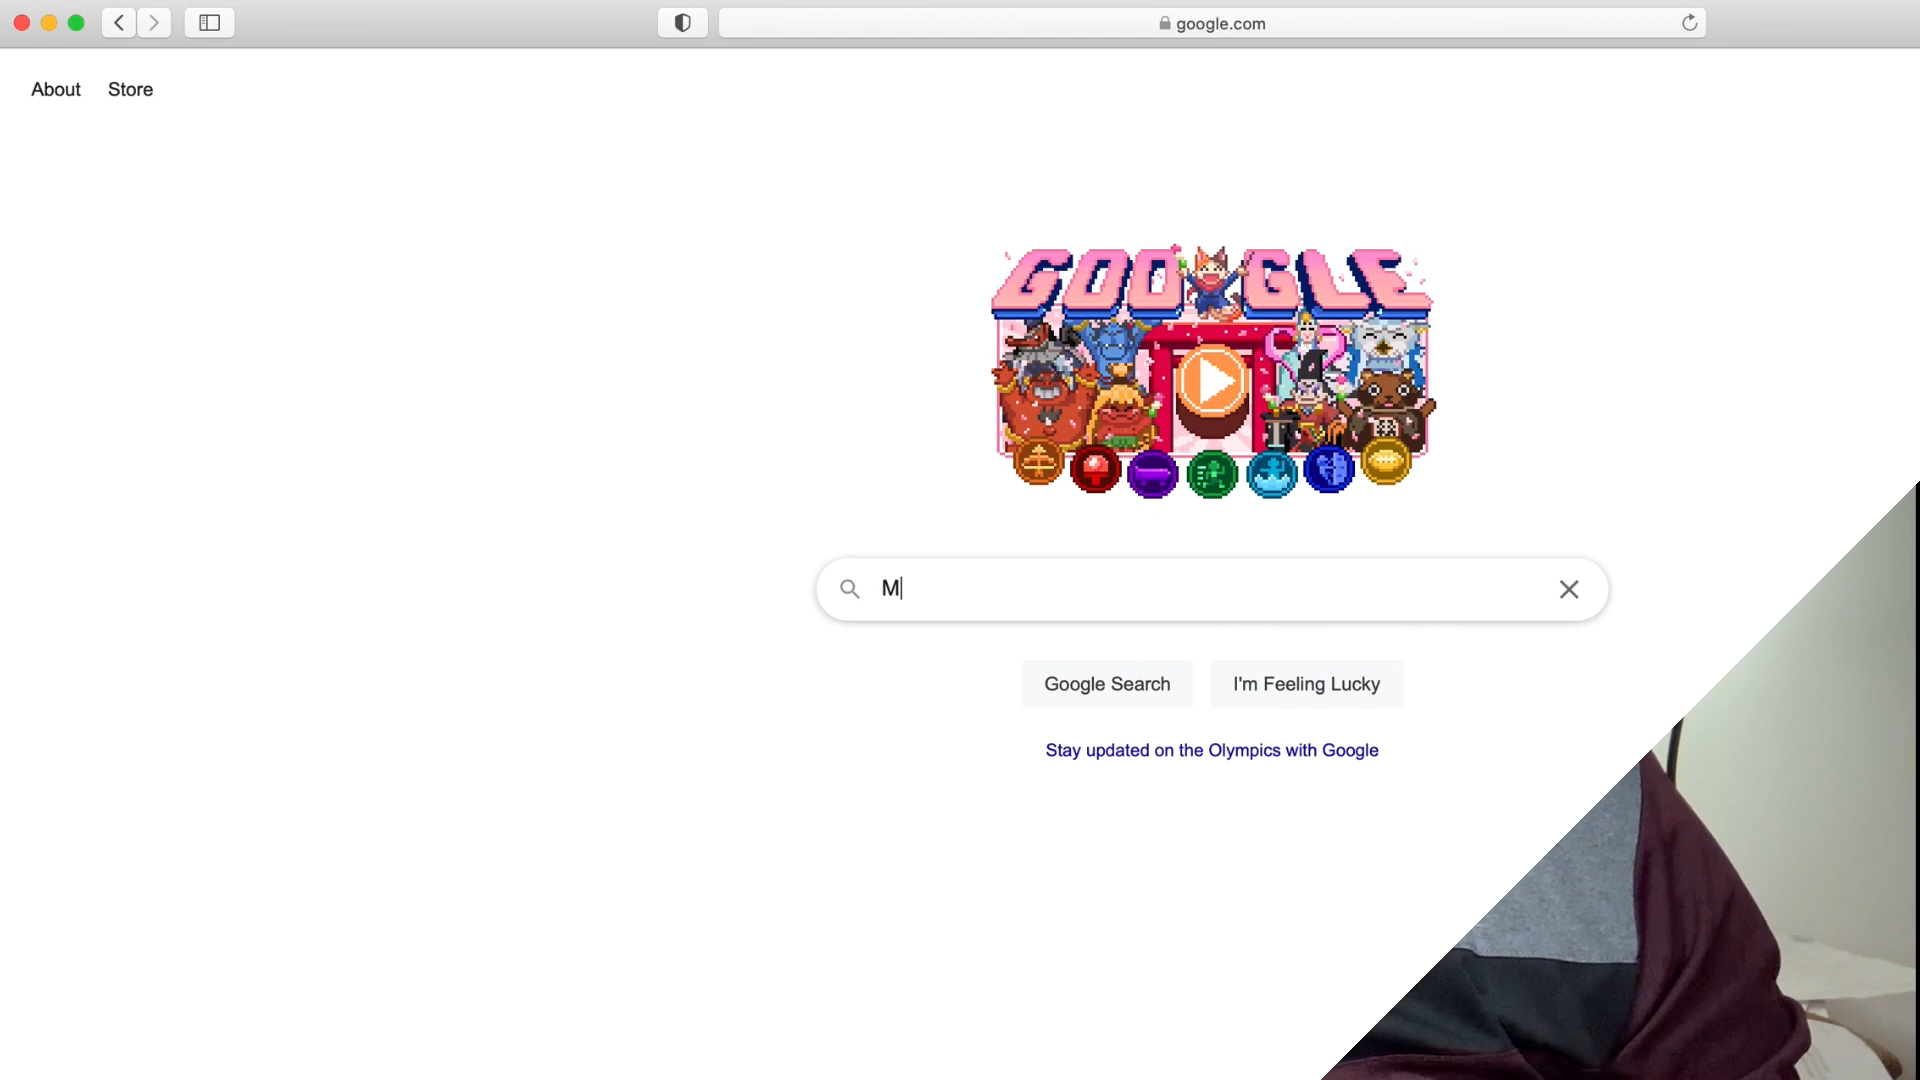 google.com
About Store
GOOGLE
M
Google Search I'm Feeling Lucky
Stay updated on the Olympics with Google